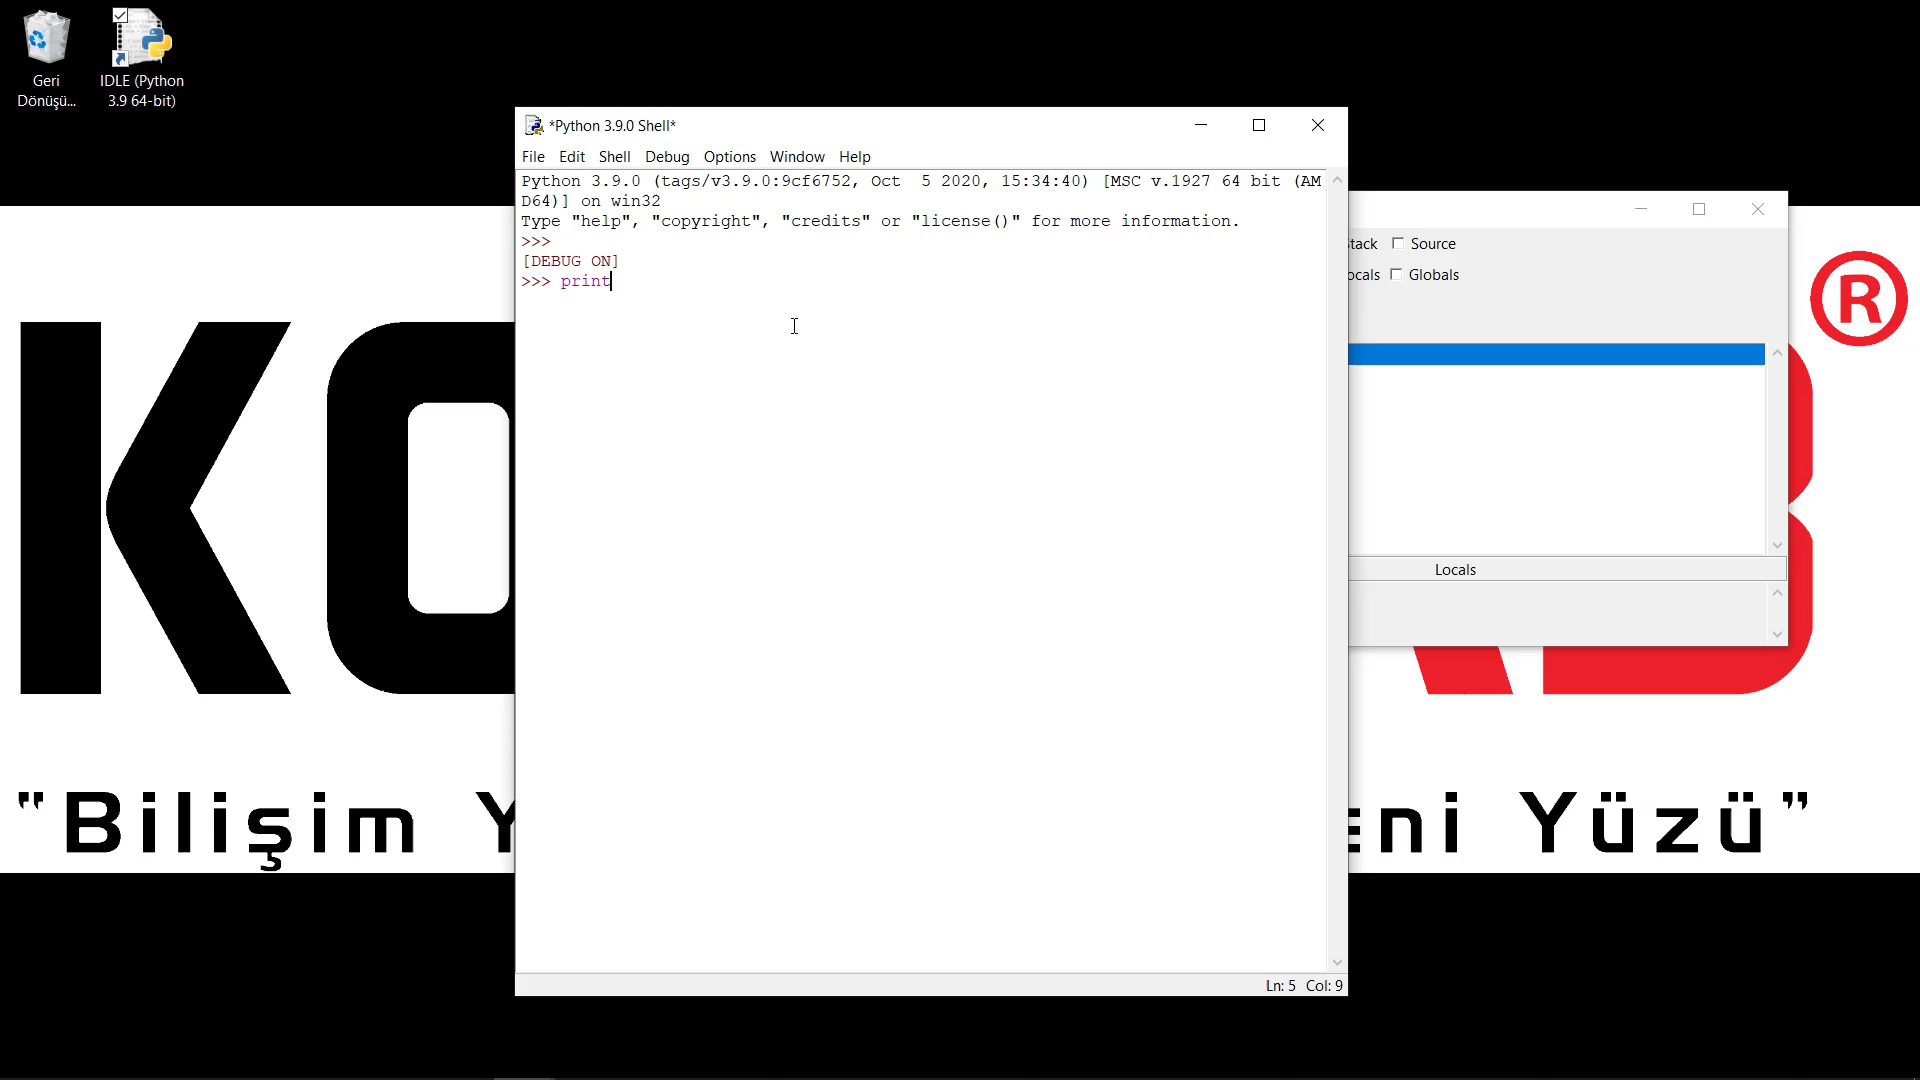 Geri
Dönüşü...
IDLE (Python
3.9 64-bit)
*Python 3.9.0 Shell*
File Edit Shell Debug Options Window Help
Python 3.9.0 (tags/v3.9.0:9cf6752, Oct  5 2020, 15:34:40) [MSC v.1927 64 bit (AM
D64)] on win32
Type "help", "copyright", "credits" or "license()" for more information.
>>>
[DEBUG ON]
>>> print
Ln: 5 Col: 9
Source
Globals
Locals
KO
B
®
"Bilişim Y
eni Yüzü"